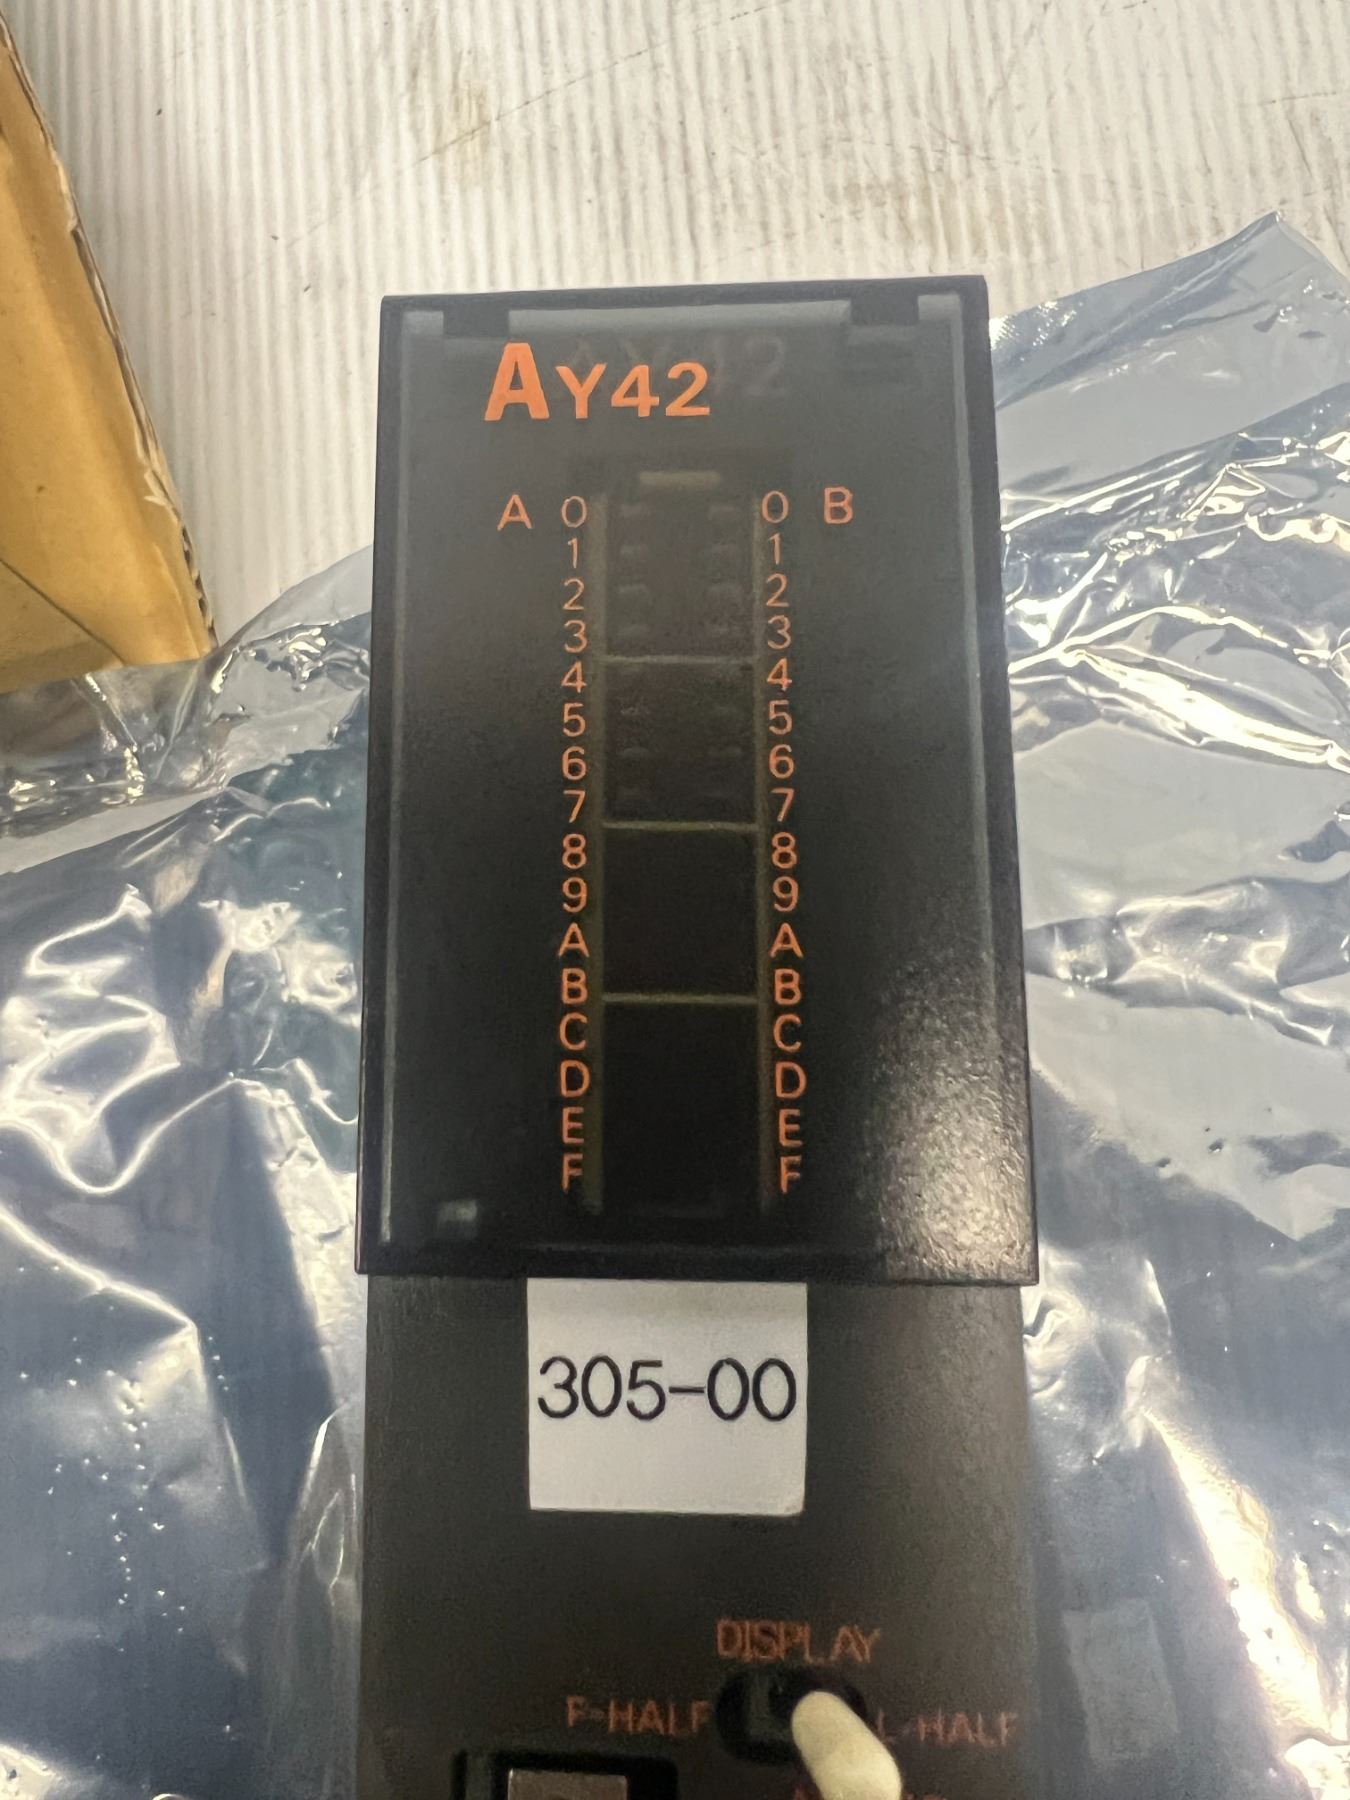 AY42
A 0 0 B
1 1
2 2
3 3
4 4
5 5
6 6
7 7
8 8
9 9
A A
B B
C C
D D
E E
F F
305-00
DISPLAY
F-HALF L-HALF